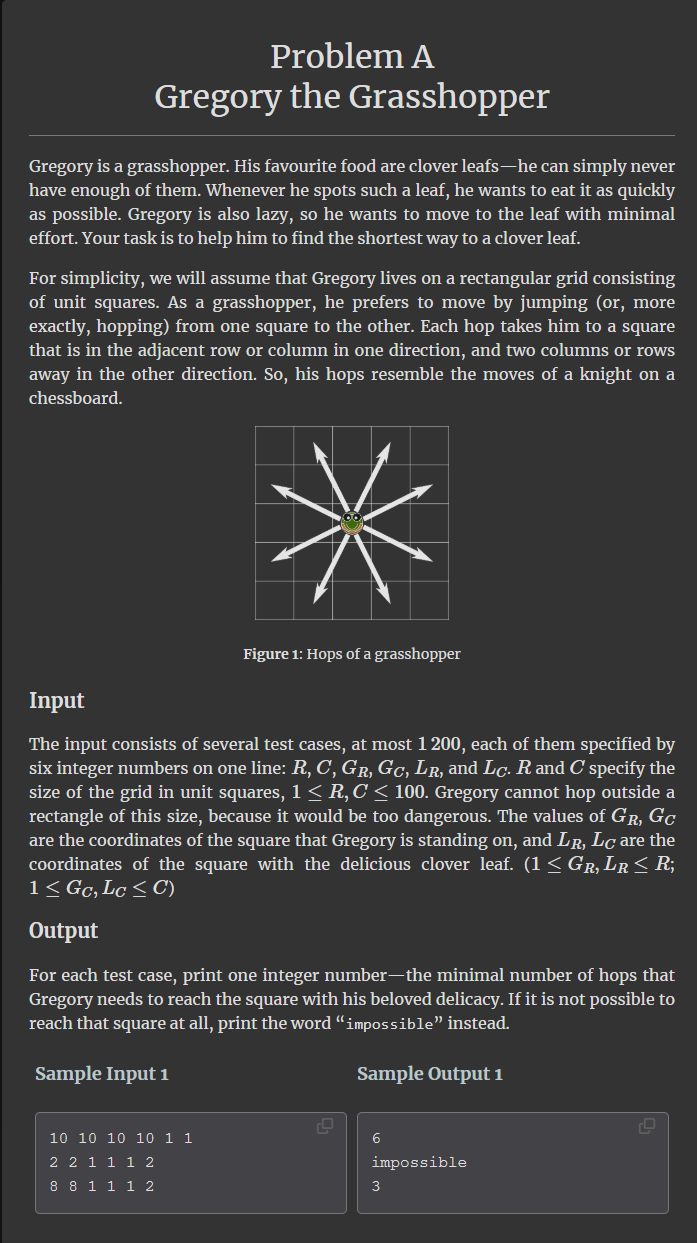 Problem A
Gregory the Grasshopper
Gregory is a grasshopper. His favourite food are clover leafs—he can simply never
have enough of them. Whenever he spots such a leaf, he wants to eat it as quickly
as possible. Gregory is also lazy, so he wants to move to the leaf with minimal
effort. Your task is to help him to find the shortest way to a clover leaf.
For simplicity, we will assume that Gregory lives on a rectangular grid consisting
of unit squares. As a grasshopper, he prefers to move by jumping (or, more
exactly, hopping) from one square to the other. Each hop takes him to a square
that is in the adjacent row or column in one direction, and two columns or rows
away in the other direction. So, his hops resemble the moves of a knight on a
chessboard.
Figure 1: Hops of a grasshopper
Input
The input consists of several test cases, at most 1 200, each of them specified by
six integer numbers on one line: R, C, G_R, G_C, L_R, and L_C. R and C specify the
size of the grid in unit squares, 1 ≤ R, C ≤ 100. Gregory cannot hop outside a
rectangle of this size, because it would be too dangerous. The values of G_R, G_C
are the coordinates of the square that Gregory is standing on, and L_R, L_C are the
coordinates of the square with the delicious clover leaf. (1 ≤ G_R, L_R ≤ R;
1 ≤ G_C, L_C ≤ C)
Output
For each test case, print one integer number—the minimal number of hops that
Gregory needs to reach the square with his beloved delicacy. If it is not possible to
reach that square at all, print the word “impossible” instead.
Sample Input 1
10 10 10 10 1 1
2 2 1 1 1 2
8 8 1 1 1 2
Sample Output 1
6
impossible
3